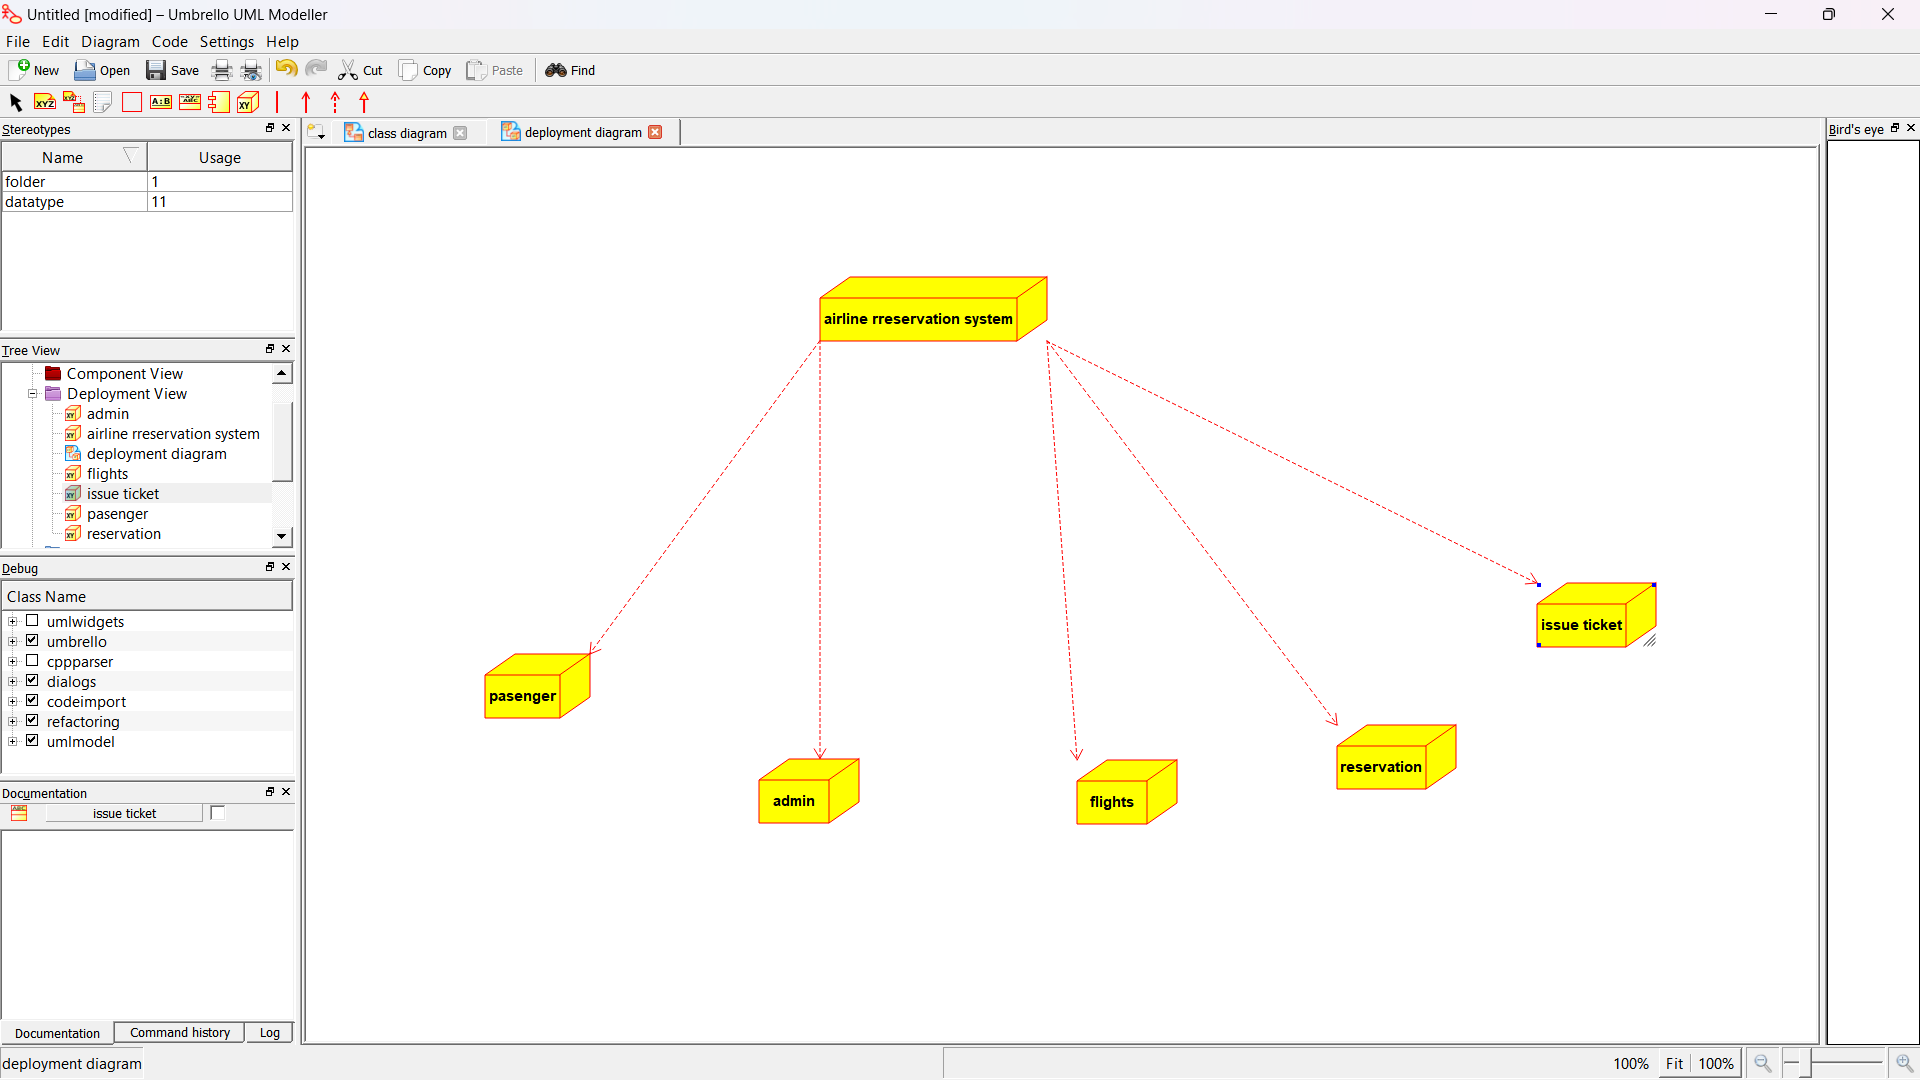 Untitled [modified] – Umbrello UML Modeller
File Edit Diagram Code Settings Help
New Open Save Cut Copy Paste Find
XYZ XYZ A:B ABC XY
Stereotypes
Name Usage
folder 1
datatype 11
Tree View
Component View
Deployment View
admin
airline rreservation system
deployment diagram
flights
issue ticket
pasenger
reservation
Debug
Class Name
umlwidgets
umbrello
cppparser
dialogs
codeimport
refactoring
umlmodel
Documentation
issue ticket
Documentation Command history Log
class diagram deployment diagram
airline rreservation system
issue ticket
pasenger
reservation
admin
flights
Bird's eye
deployment diagram
100% Fit 100%